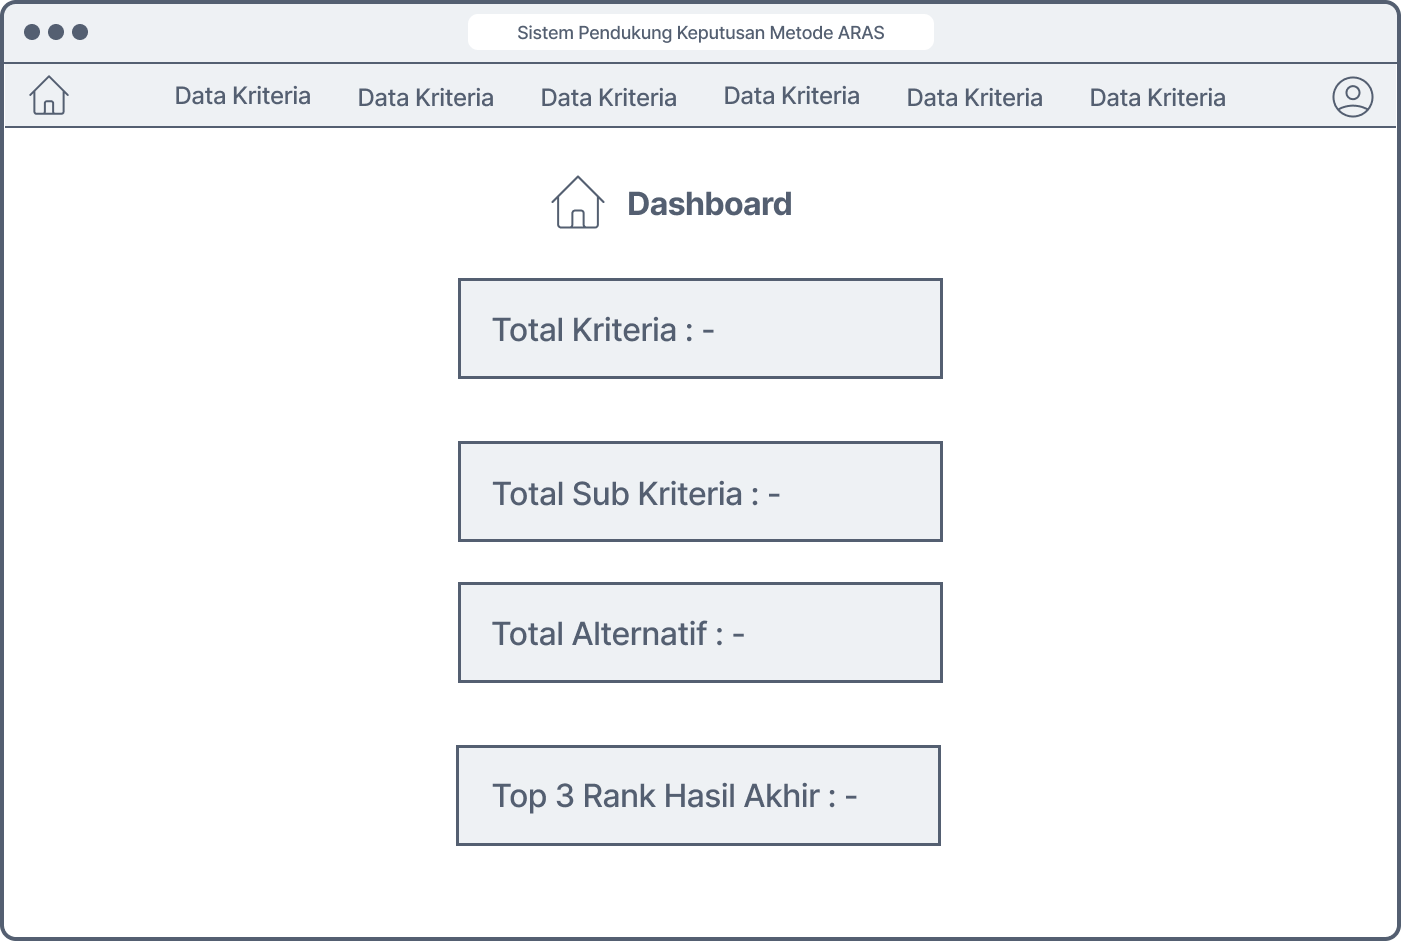 Sistem Pendukung Keputusan Metode ARAS
Data Kriteria Data Kriteria Data Kriteria Data Kriteria Data Kriteria Data Kriteria
Dashboard
Total Kriteria : -
Total Sub Kriteria : -
Total Alternatif : -
Top 3 Rank Hasil Akhir : -